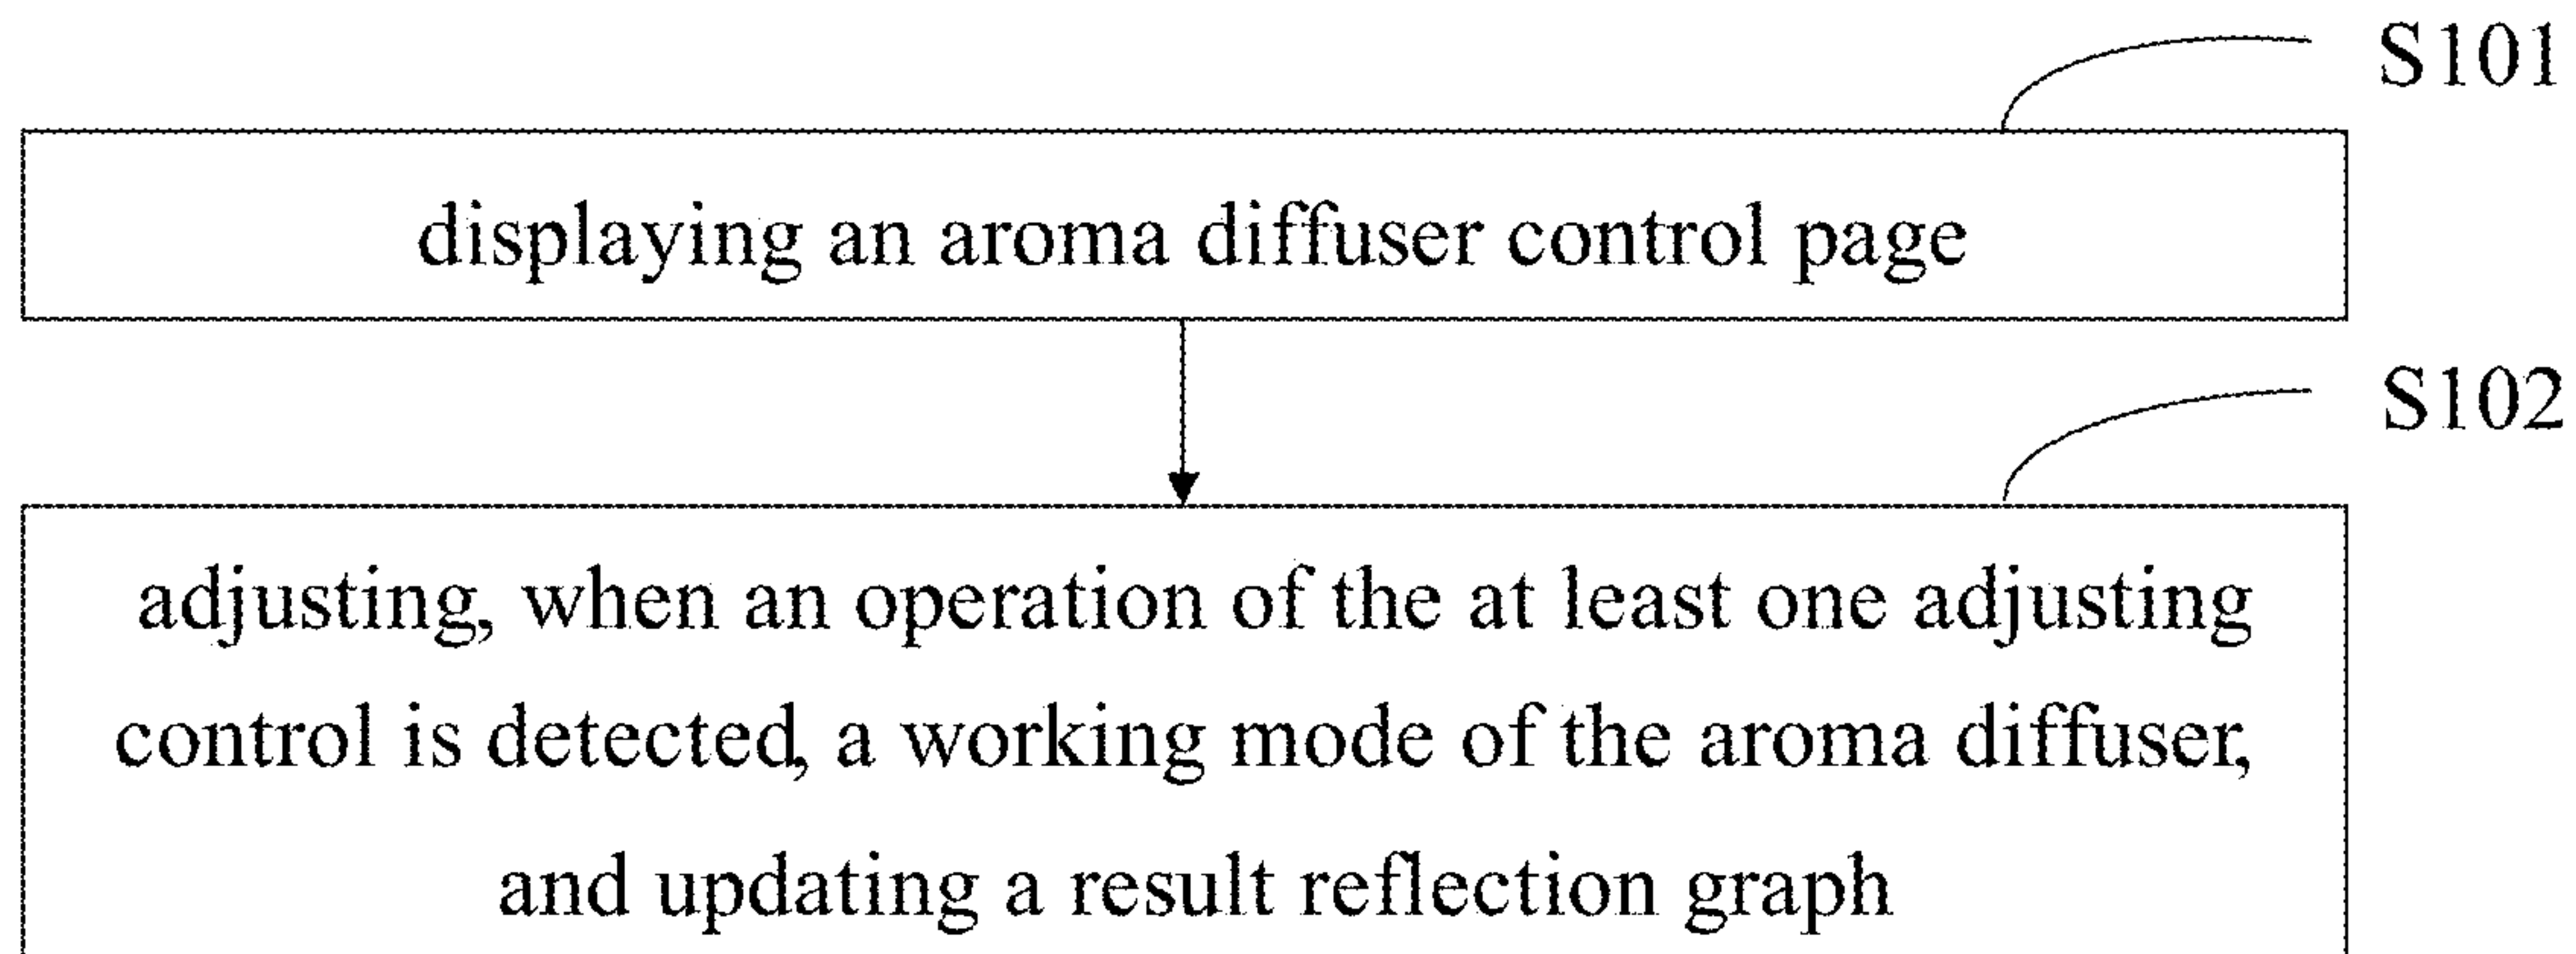 S101
displaying an aroma diffuser control page
S102
adjusting, when an operation of the at least one adjusting
control is detected, a working mode of the aroma diffuser,
and updating a result reflection graph